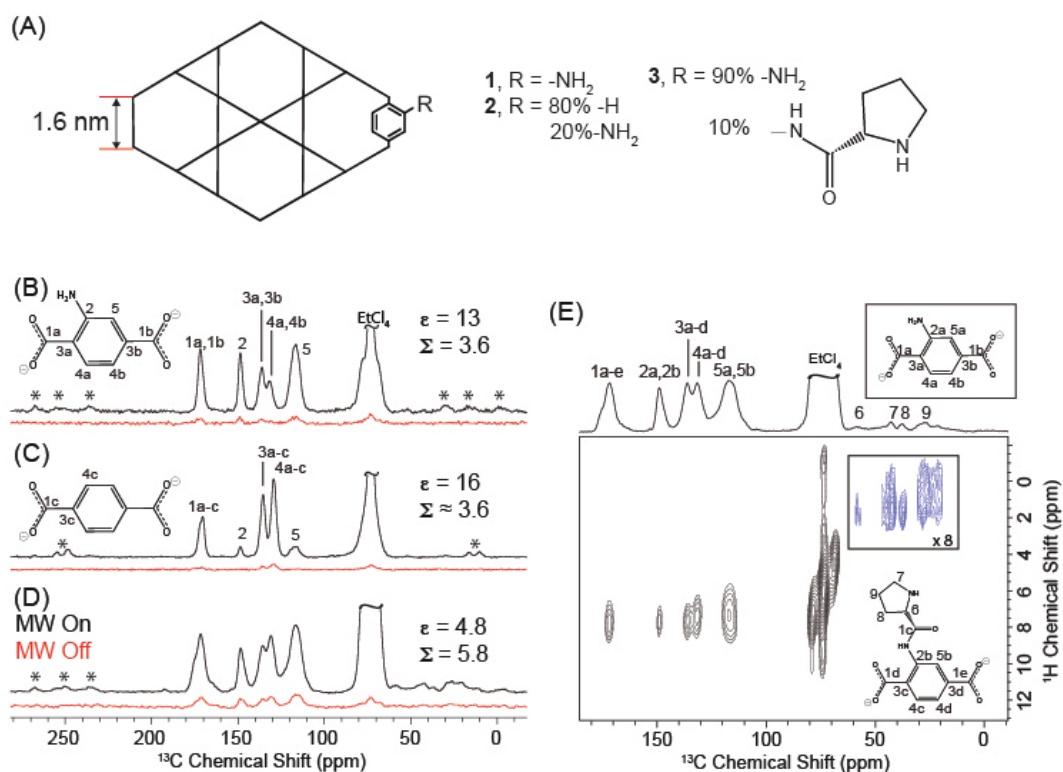 (A)
1.6 nm
R
1, R = -NH₂
2, R = 80% -H
20%-NH₂
3, R = 90% -NH₂
10%
H
N
O
N
H
(B)
H₂N
2
5
O
O⊖
1a
1b
⊖O
3a
3b
O
4a
4b
* * *
1a,1b
2
3a,3b
4a,4b
5
EtCl₄
* * *
ε = 13
Σ = 3.6
(C)
4c
O
O⊖
1c
⊖O
3c
O
*
1a-c
2
3a-c
4a-c
5
*
ε = 16
Σ ≈ 3.6
(D)
MW On
MW Off
* * *
ε = 4.8
Σ = 5.8
250 200 150 100 50 0
¹³C Chemical Shift (ppm)
(E)
1a-e
2a,2b
3a-d
4a-d
5a,5b
EtCl₄
6
7
8
9
H₂N
2a 5a
O
O⊖
1a
1b
⊖O
3a
3b
O
4a 4b
x 8
7
9
NH
8
6
1c
O
HN
2b 5b
O
O⊖
1d
1e
⊖O
3c
3d
O
4c 4d
0
2
4
6
8
10
12
¹H Chemical Shift (ppm)
150 100 50 0
¹³C Chemical Shift (ppm)